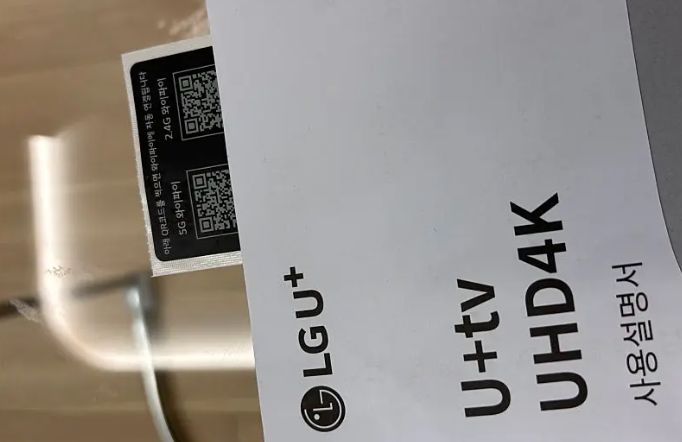 아래 QR코드를 찍으면 와이파이에 자동 연결됩니다
5G 와이파이
2.4G 와이파이
LG U+
U+tv
UHD4K
사용설명서